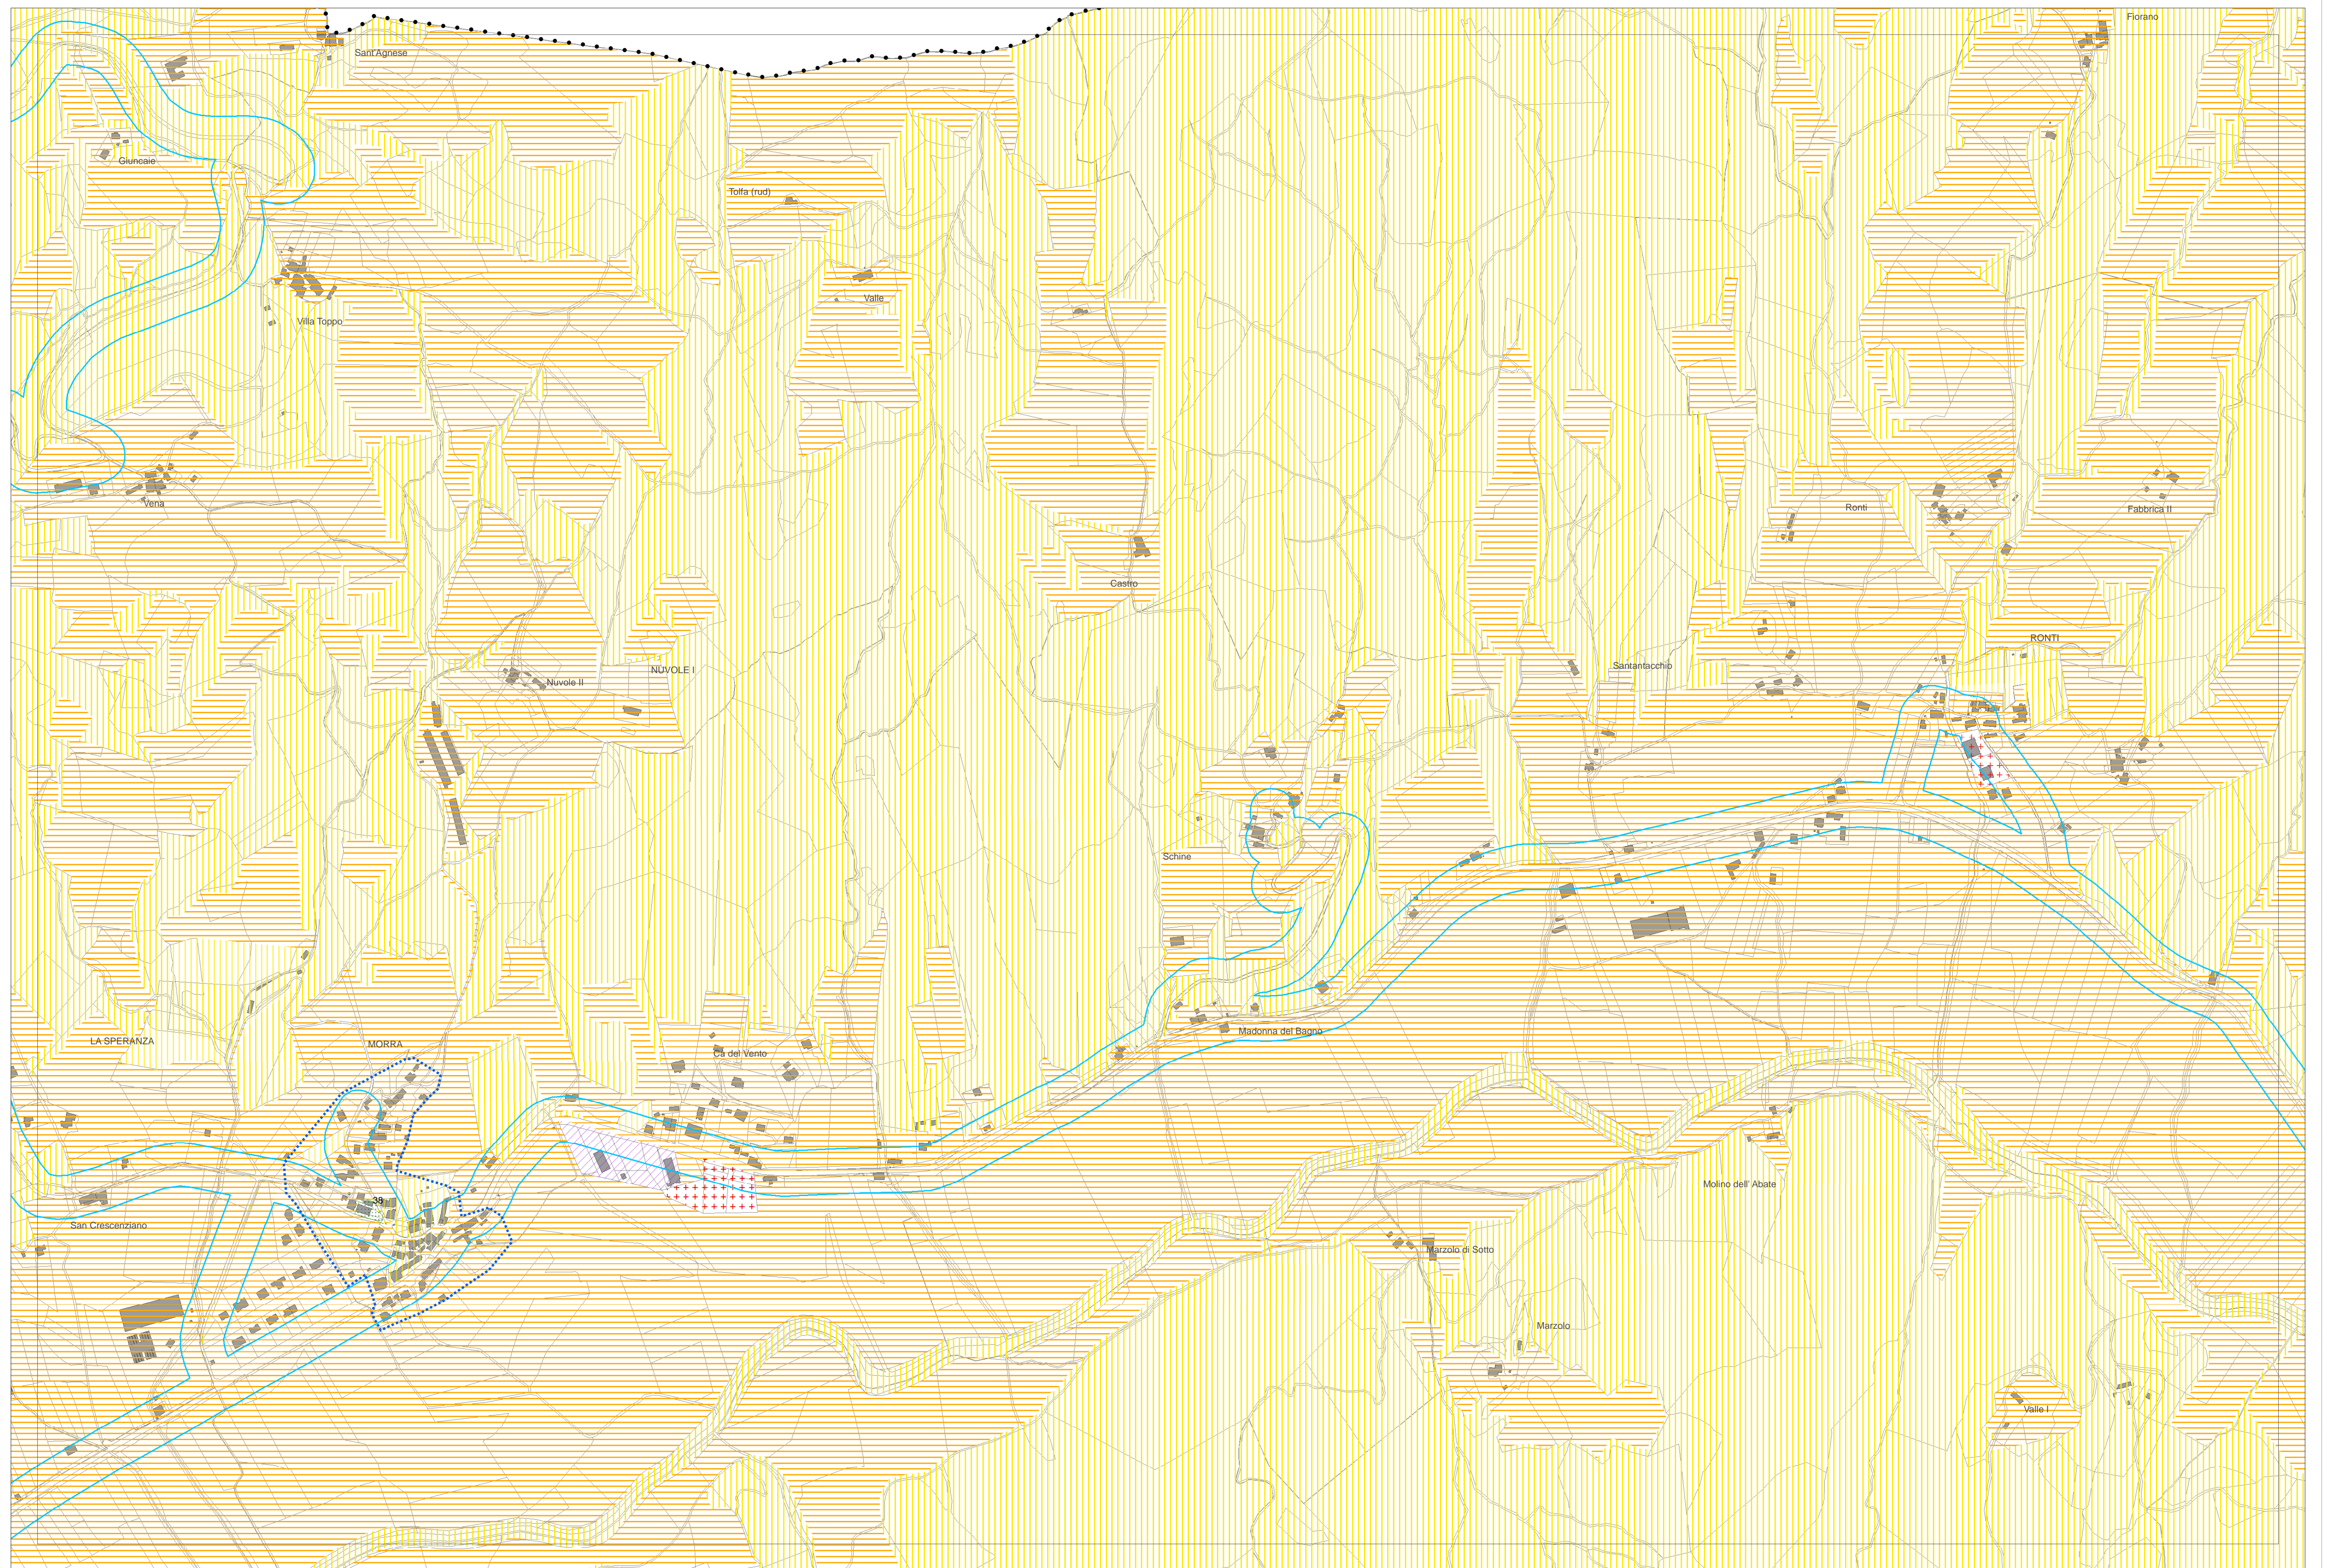 Fiorano
Sant'Agnese
Giuncaie
Tolfa (rud)
Valle
Villa Toppo
Vena
Ronti
Fabbrica II
Castro
RONTI
Santantacchio
NUVOLE I
Nuvole II
Schine
Madonna del Bagno
LA SPERANZA
MORRA
Ca del Vento
Molino dell' Abate
38
San Crescenziano
Marzolo di Sotto
Marzolo
Valle I